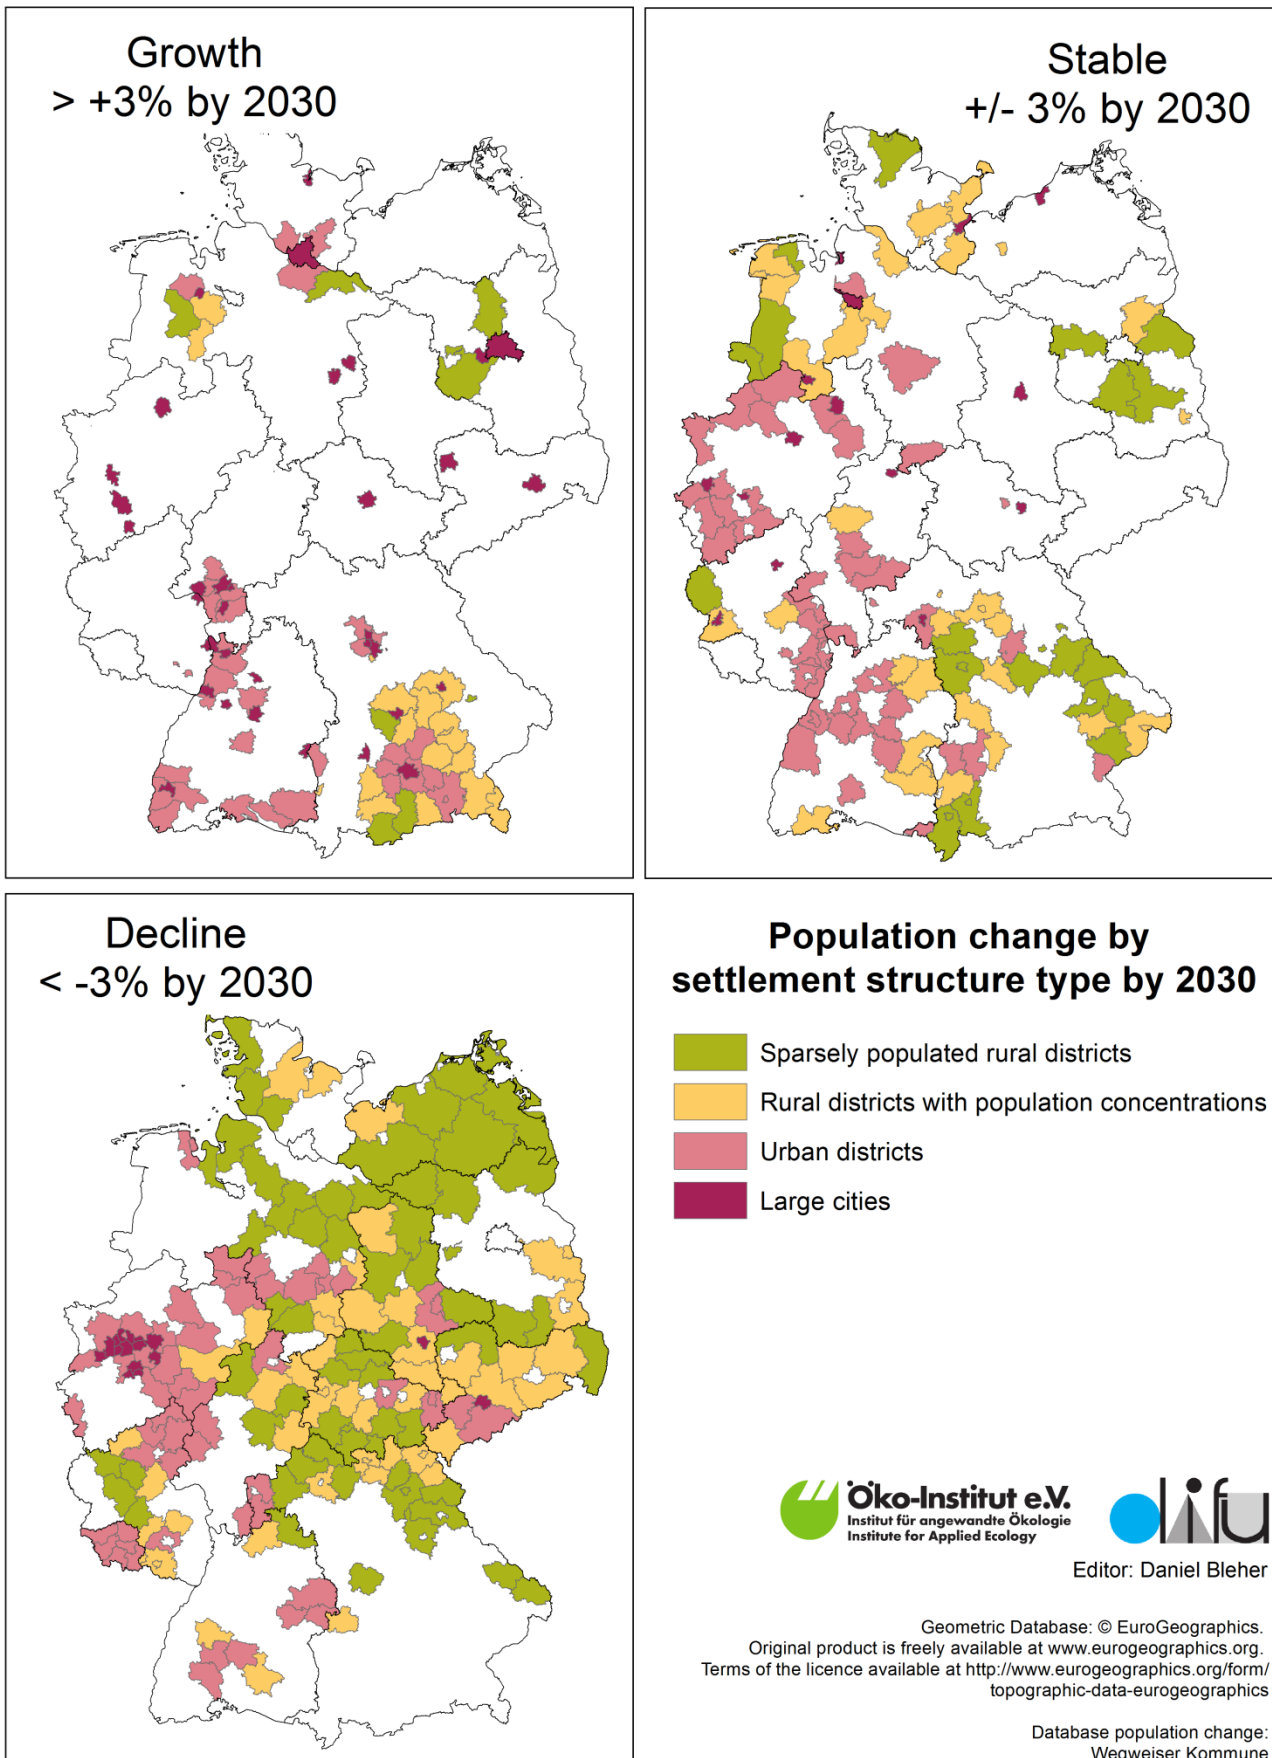 Growth
> +3% by 2030
Stable
+/- 3% by 2030
Decline
< -3% by 2030
Population change by
settlement structure type by 2030
Sparsely populated rural districts
Rural districts with population concentrations
Urban districts
Large cities
Öko-Institut e.V.
Institut für angewandte Ökologie
Institute for Applied Ecology
difu
Editor: Daniel Bleher
Geometric Database: © EuroGeographics.
Original product is freely available at www.eurogeographics.org.
Terms of the licence available at http://www.eurogeographics.org/form/
topographic-data-eurogeographics
Database population change:
Wegweiser Kommune